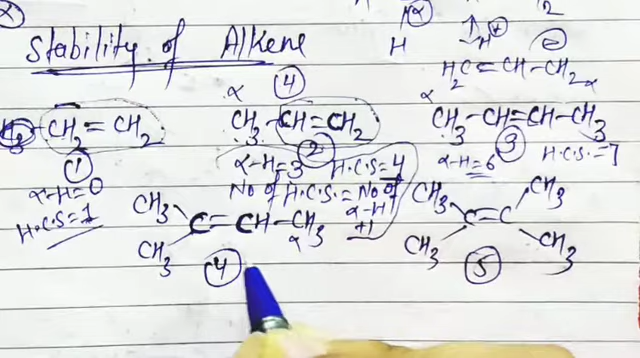 Stability of Alkene
H
H⁺
2
H₂C=CH-CH₂ ⊖ α
4
CH₂=CH₂
1
α-H=0
H.C.S=1
α
CH₃-CH=CH₂
2
α-H=3 H.C.S=4
No of H.C.S.=No of α-H +1
α
CH₃-CH=CH-CH₃
3
α-H=6 H.C.S.=7
CH₃ CH₃ C=CH-CH₃ α
4
CH₃ CH₃ C=C CH₃ CH₃
5